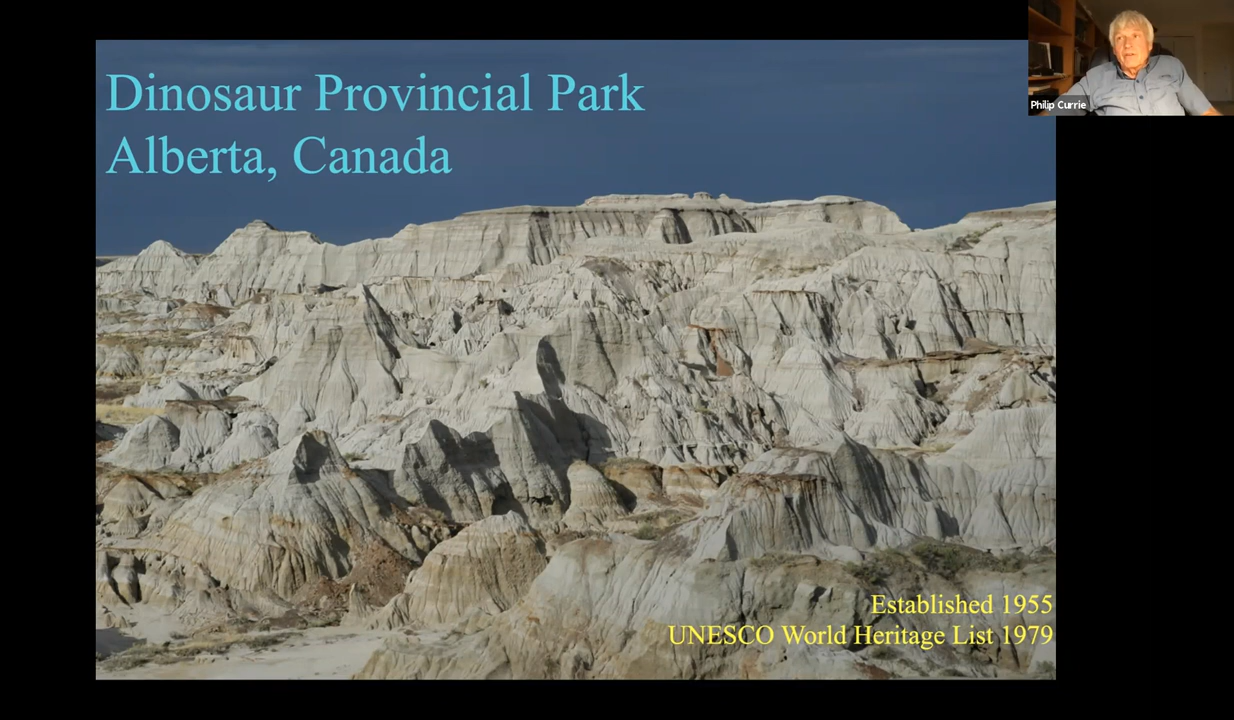 Dinosaur Provincial Park
Alberta, Canada
Philip Currie
Established 1955
UNESCO World Heritage List 1979